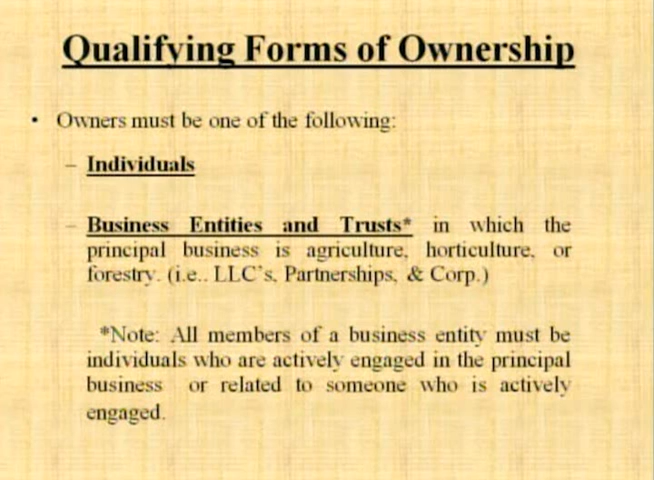 Qualifying Forms of Ownership
• Owners must be one of the following:
– Individuals
– Business Entities and Trusts* in which the
principal business is agriculture, horticulture, or
forestry. (i.e.. LLC's, Partnerships, & Corp.)
*Note: All members of a business entity must be
individuals who are actively engaged in the principal
business or related to someone who is actively
engaged.